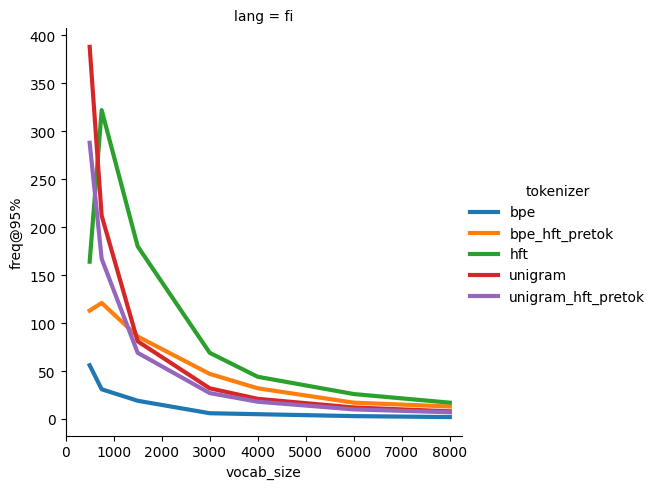 lang = fi
freq@95%
400
350
300
250
200
150
100
50
0
0 1000 2000 3000 4000 5000 6000 7000 8000
vocab_size
tokenizer
bpe
bpe_hft_pretok
hft
unigram
unigram_hft_pretok